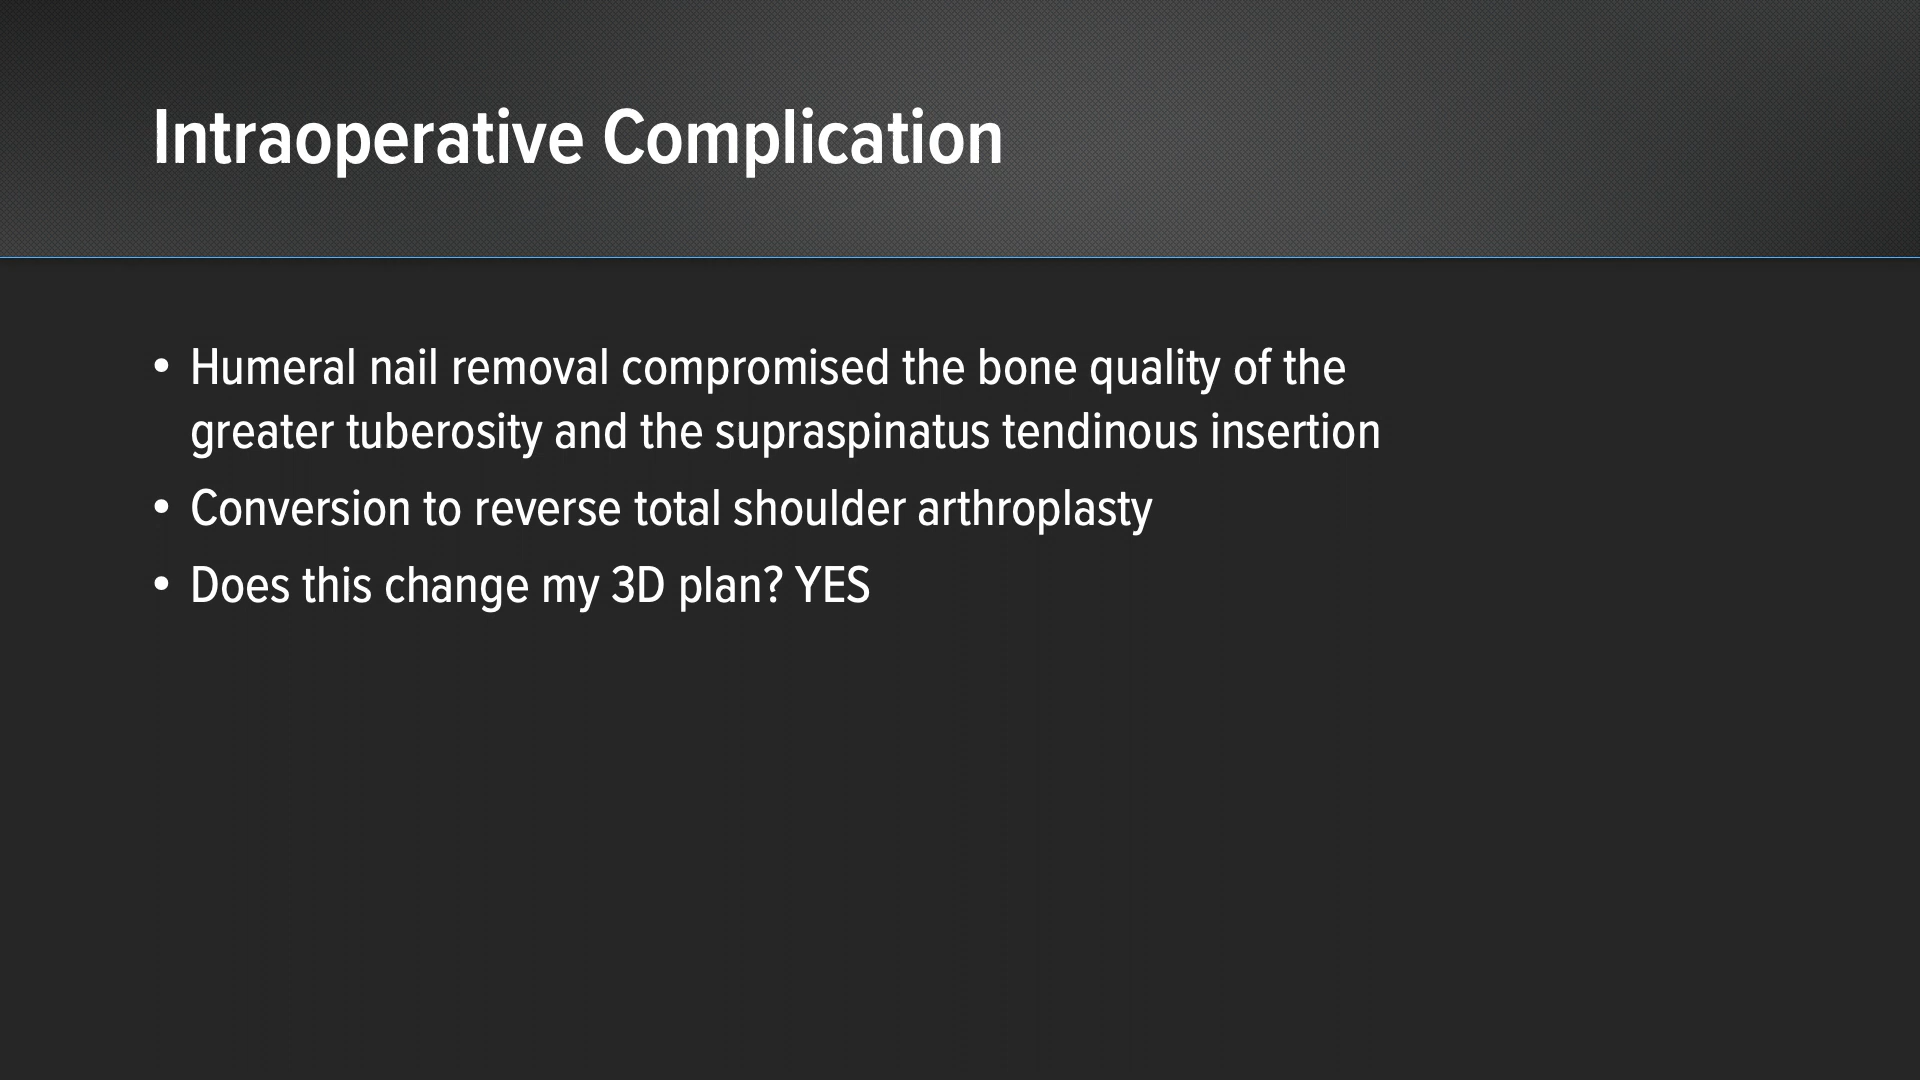 Intraoperative Complication
• Humeral nail removal compromised the bone quality of the
greater tuberosity and the supraspinatus tendinous insertion
• Conversion to reverse total shoulder arthroplasty
• Does this change my 3D plan? YES